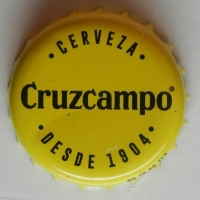 • CERVEZA •
Cruzcampo®
DESDE 1904